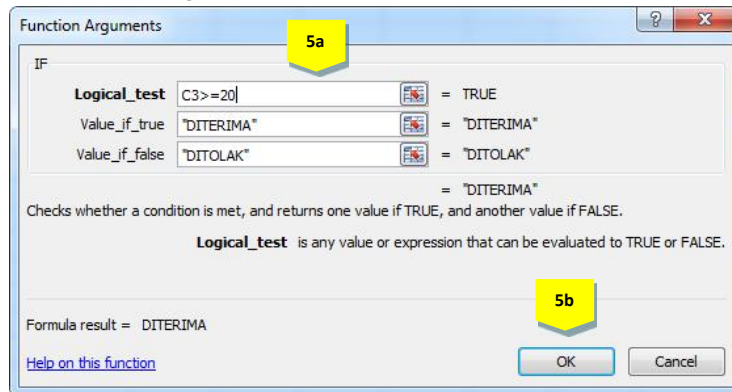 Function Arguments
5a
IF
Logical_test C3>=20 = TRUE
Value_if_true "DITERIMA" = "DITERIMA"
Value_if_false "DITOLAK" = "DITOLAK"
= "DITERIMA"
Checks whether a condition is met, and returns one value if TRUE, and another value if FALSE.
Logical_test is any value or expression that can be evaluated to TRUE or FALSE.
5b
Formula result = DITERIMA
Help on this function OK Cancel